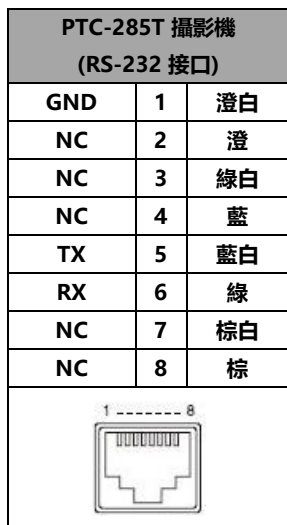 PTC-285T 攝影機
(RS-232 接口)
GND 1 澄白
NC 2 澄
NC 3 綠白
NC 4 藍
TX 5 藍白
RX 6 綠
NC 7 棕白
NC 8 棕
1 ------- 8